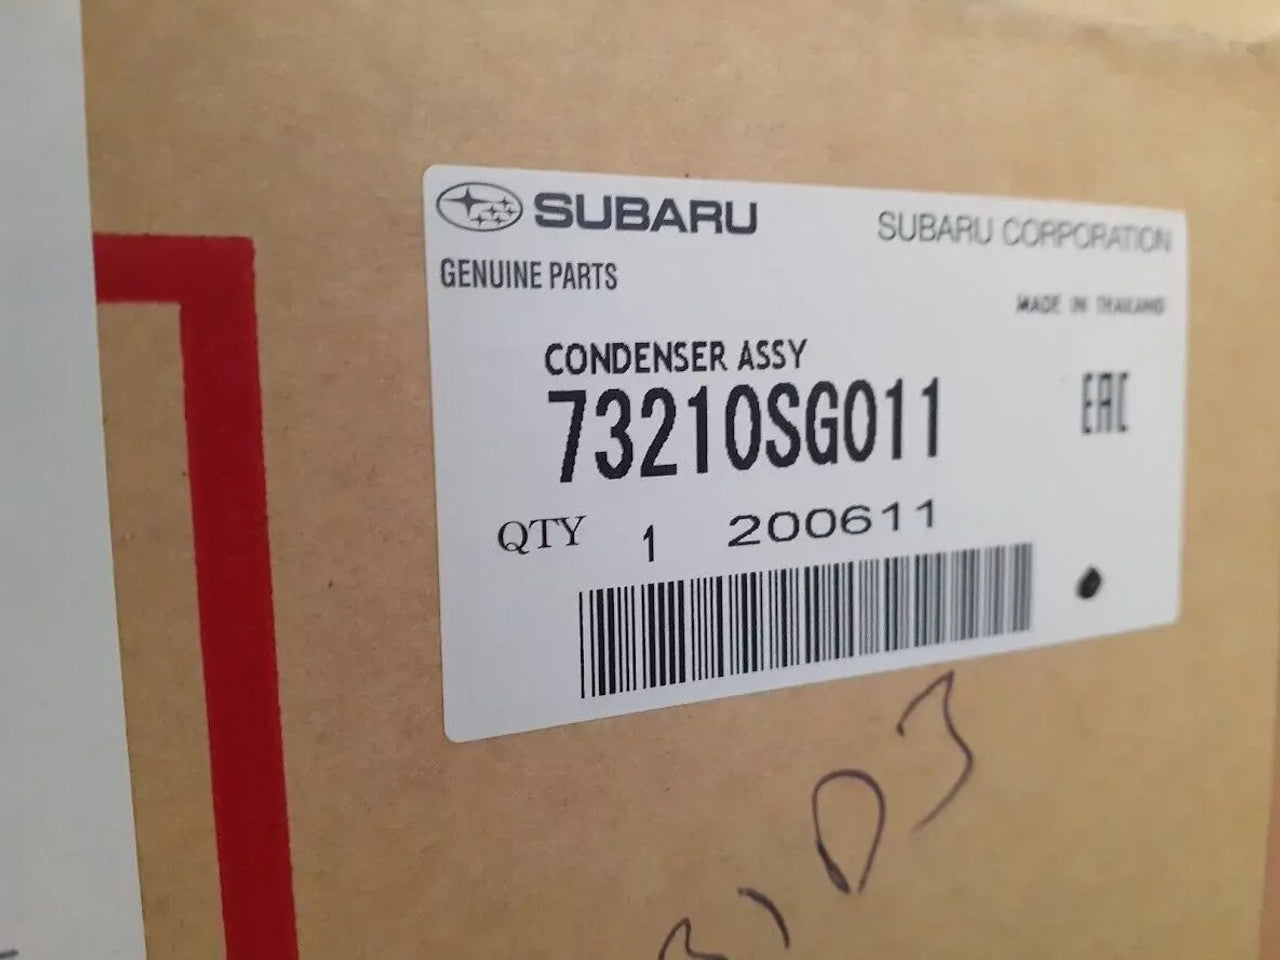 SUBARU
SUBARU CORPORATION
GENUINE PARTS
MADE IN THAILAND
CONDENSER ASSY
73210SG011
EAC
QTY 1 200611